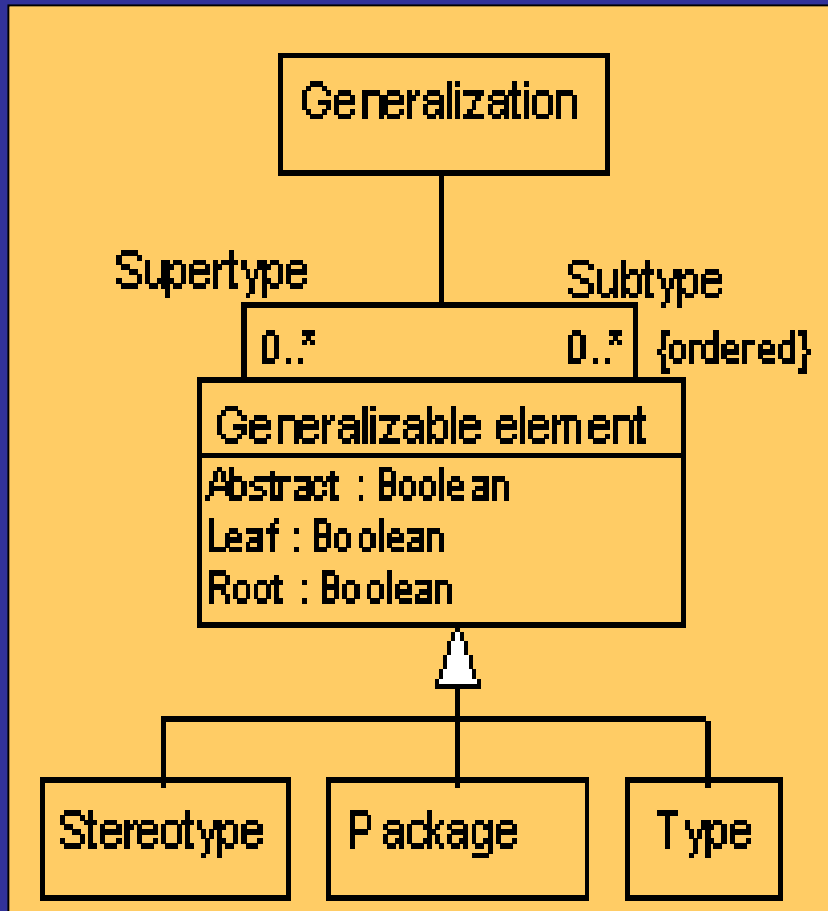 Generalization
Supertype
Subtype
0..*
0..*
{ordered}
Generalizable element
Abstract : Boolean
Leaf : Boolean
Root : Boolean
Stereotype
Package
Type